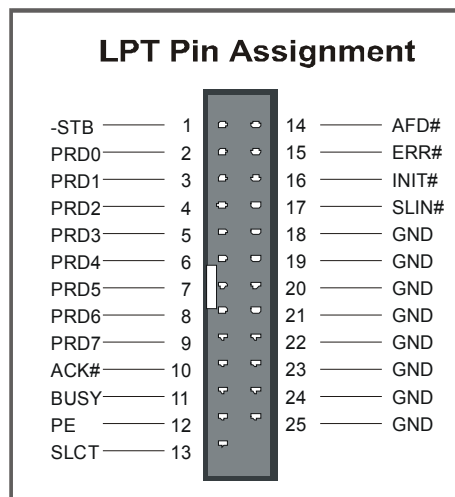 LPT Pin Assignment
-STB 1 14 AFD#
PRD0 2 15 ERR#
PRD1 3 16 INIT#
PRD2 4 17 SLIN#
PRD3 5 18 GND
PRD4 6 19 GND
PRD5 7 20 GND
PRD6 8 21 GND
PRD7 9 22 GND
ACK# 10 23 GND
BUSY 11 24 GND
PE 12 25 GND
SLCT 13